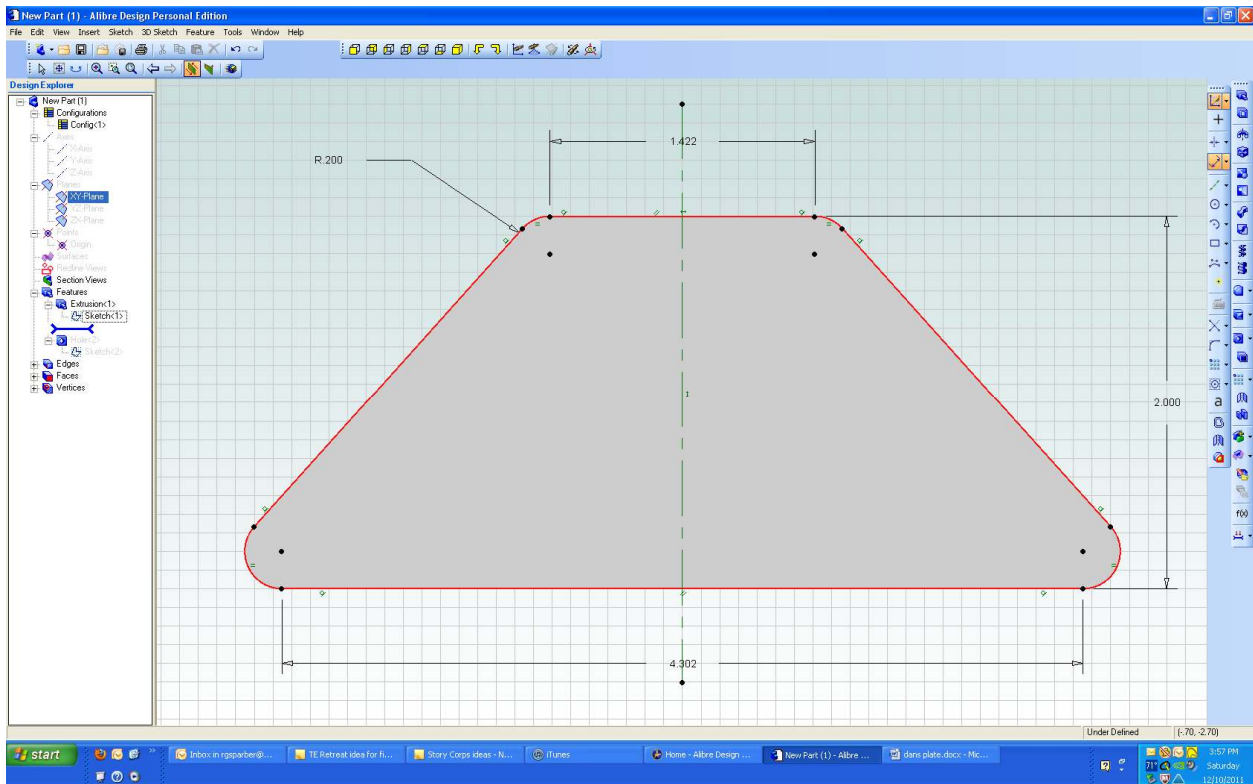 New Part (1) - Alibre Design Personal Edition
File Edit View Insert Sketch 3D Sketch Feature Tools Window Help
Design Explorer
New Part (1)
Configurations
Config<1>
Axes
X-Axis
Y-Axis
Z-Axis
Planes
XY-Plane
YZ-Plane
ZX-Plane
Points
Origin
Surfaces
Redline Views
Section Views
Features
Extrusion<1>
Sketch<1>
Hole<2>
Sketch<2>
Edges
Faces
Vertices
1.422
R.200
2.000
4.302
a
f(x)
Under Defined (-.70, -2.70)
start
Inbox in rgsparber@...
TE Retreat idea for fi...
Story Corps ideas - N...
iTunes
Home - Alibre Design ...
New Part (1) - Alibre ...
dans plate.docx - Mic...
71°
3:57 PM
Saturday
12/10/2011